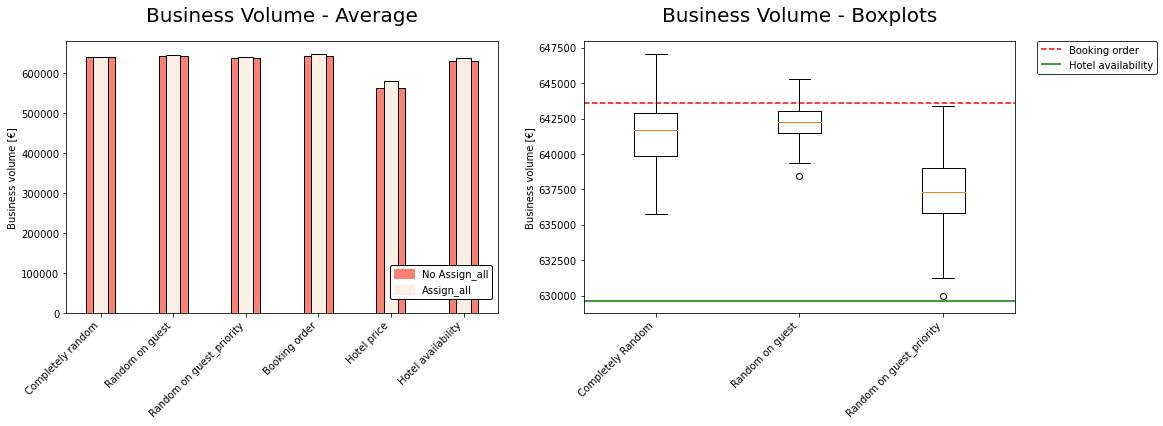 Business Volume - Average
Business volume [€]
600000
500000
400000
300000
200000
100000
0
No Assign_all
Assign_all
Completely random
Random on guest
Random on guest_priority
Booking order
Hotel price
Hotel availability
Business Volume - Boxplots
Business volume [€]
647500
645000
642500
640000
637500
635000
632500
630000
Completely Random
Random on guest
Random on guest_priority
Booking order
Hotel availability